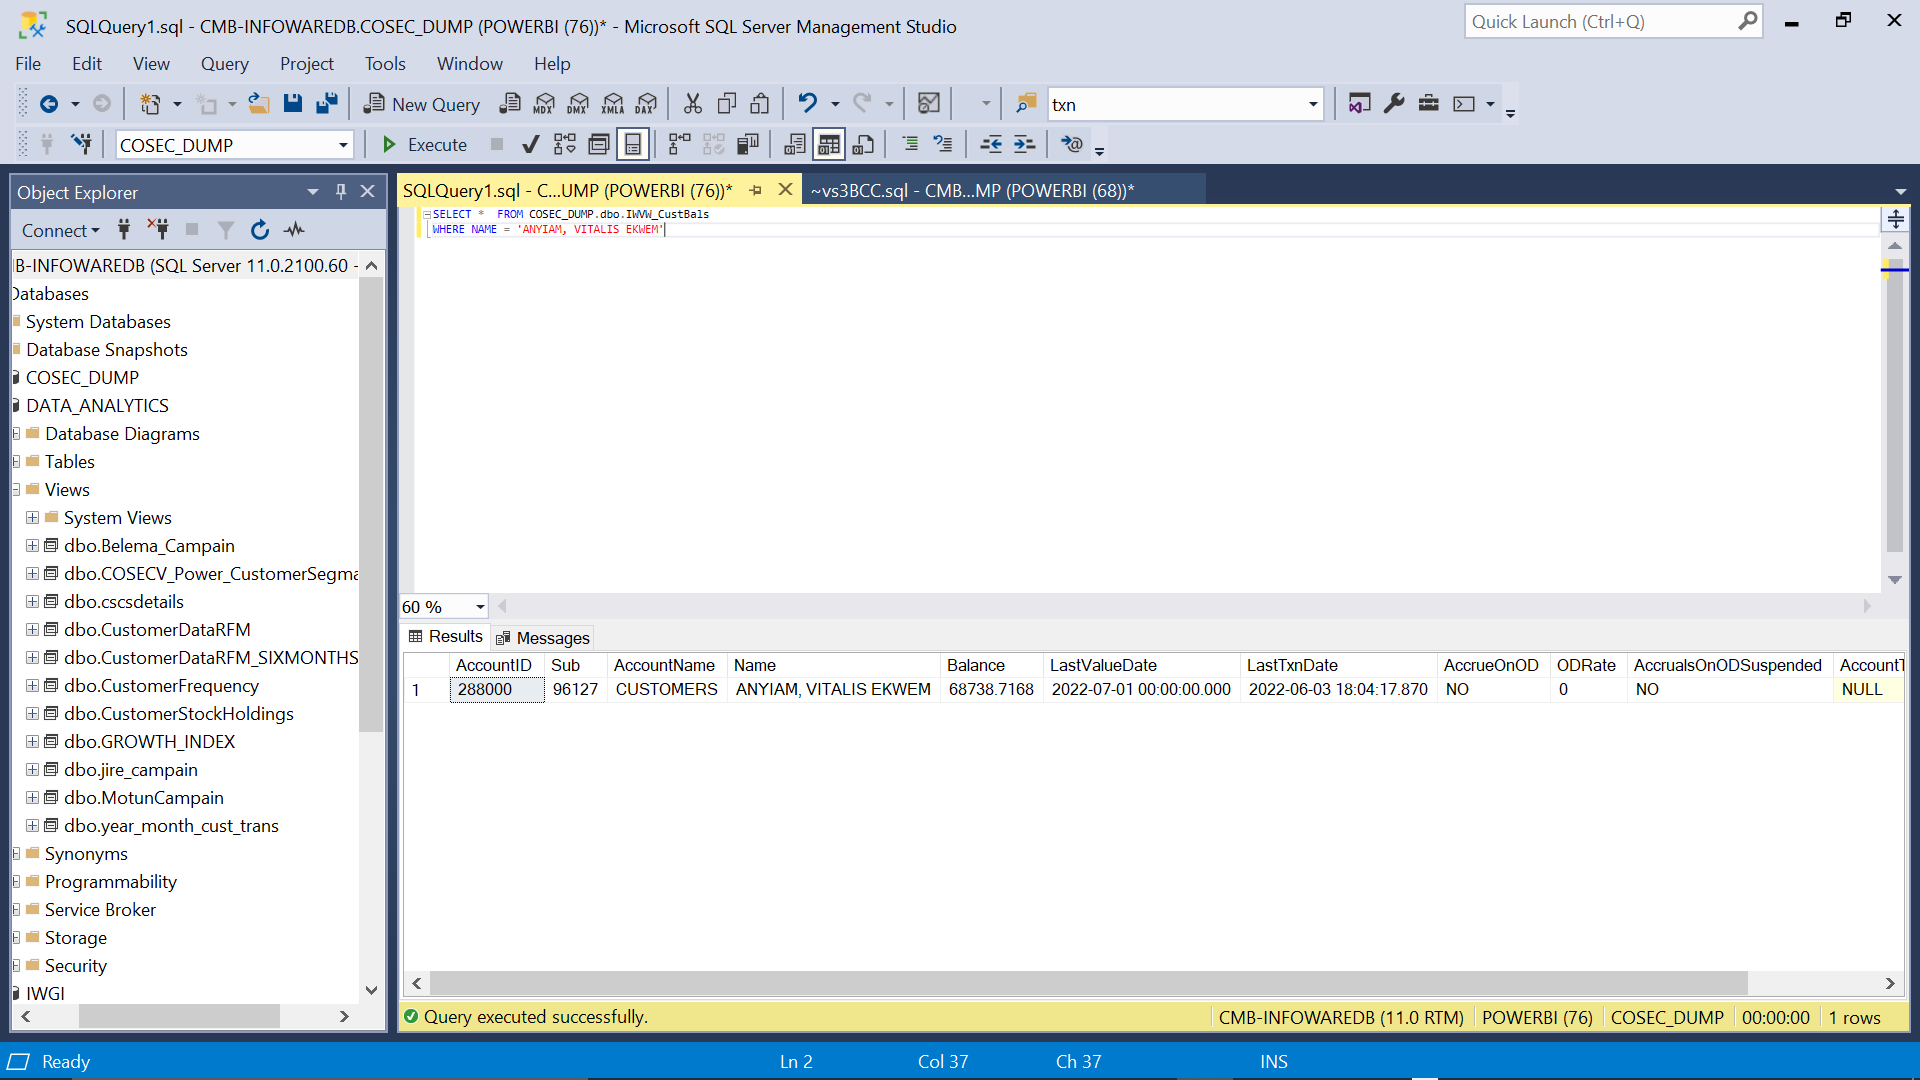 SQLQuery1.sql - CMB-INFOWAREDB.COSEC_DUMP (POWERBI (76))* - Microsoft SQL Server Management Studio
Quick Launch (Ctrl+Q)
File Edit View Query Project Tools Window Help
New Query MDX DMX XMLA DAX txn
COSEC_DUMP Execute
Object Explorer
Connect
B-INFOWAREDB (SQL Server 11.0.2100.60 -
Databases
System Databases
Database Snapshots
COSEC_DUMP
DATA_ANALYTICS
Database Diagrams
Tables
Views
System Views
dbo.Belema_Campain
dbo.COSECV_Power_CustomerSegma
dbo.cscsdetails
dbo.CustomerDataRFM
dbo.CustomerDataRFM_SIXMONTHS
dbo.CustomerFrequency
dbo.CustomerStockHoldings
dbo.GROWTH_INDEX
dbo.jire_campain
dbo.MotunCampain
dbo.year_month_cust_trans
Synonyms
Programmability
Service Broker
Storage
Security
IWGI
SQLQuery1.sql - C...UMP (POWERBI (76))* ~vs3BCC.sql - CMB...MP (POWERBI (68))*
SELECT * FROM COSEC_DUMP.dbo.IWVW_CustBals
WHERE NAME = 'ANYIAM, VITALIS EKWEM'
60 %
Results Messages
AccountID Sub AccountName Name Balance LastValueDate LastTxnDate AccrueOnOD ODRate AccrualsOnODSuspended AccountT
1 288000 96127 CUSTOMERS ANYIAM, VITALIS EKWEM 68738.7168 2022-07-01 00:00:00.000 2022-06-03 18:04:17.870 NO 0 NO NULL
Query executed successfully. CMB-INFOWAREDB (11.0 RTM) POWERBI (76) COSEC_DUMP 00:00:00 1 rows
Ready Ln 2 Col 37 Ch 37 INS